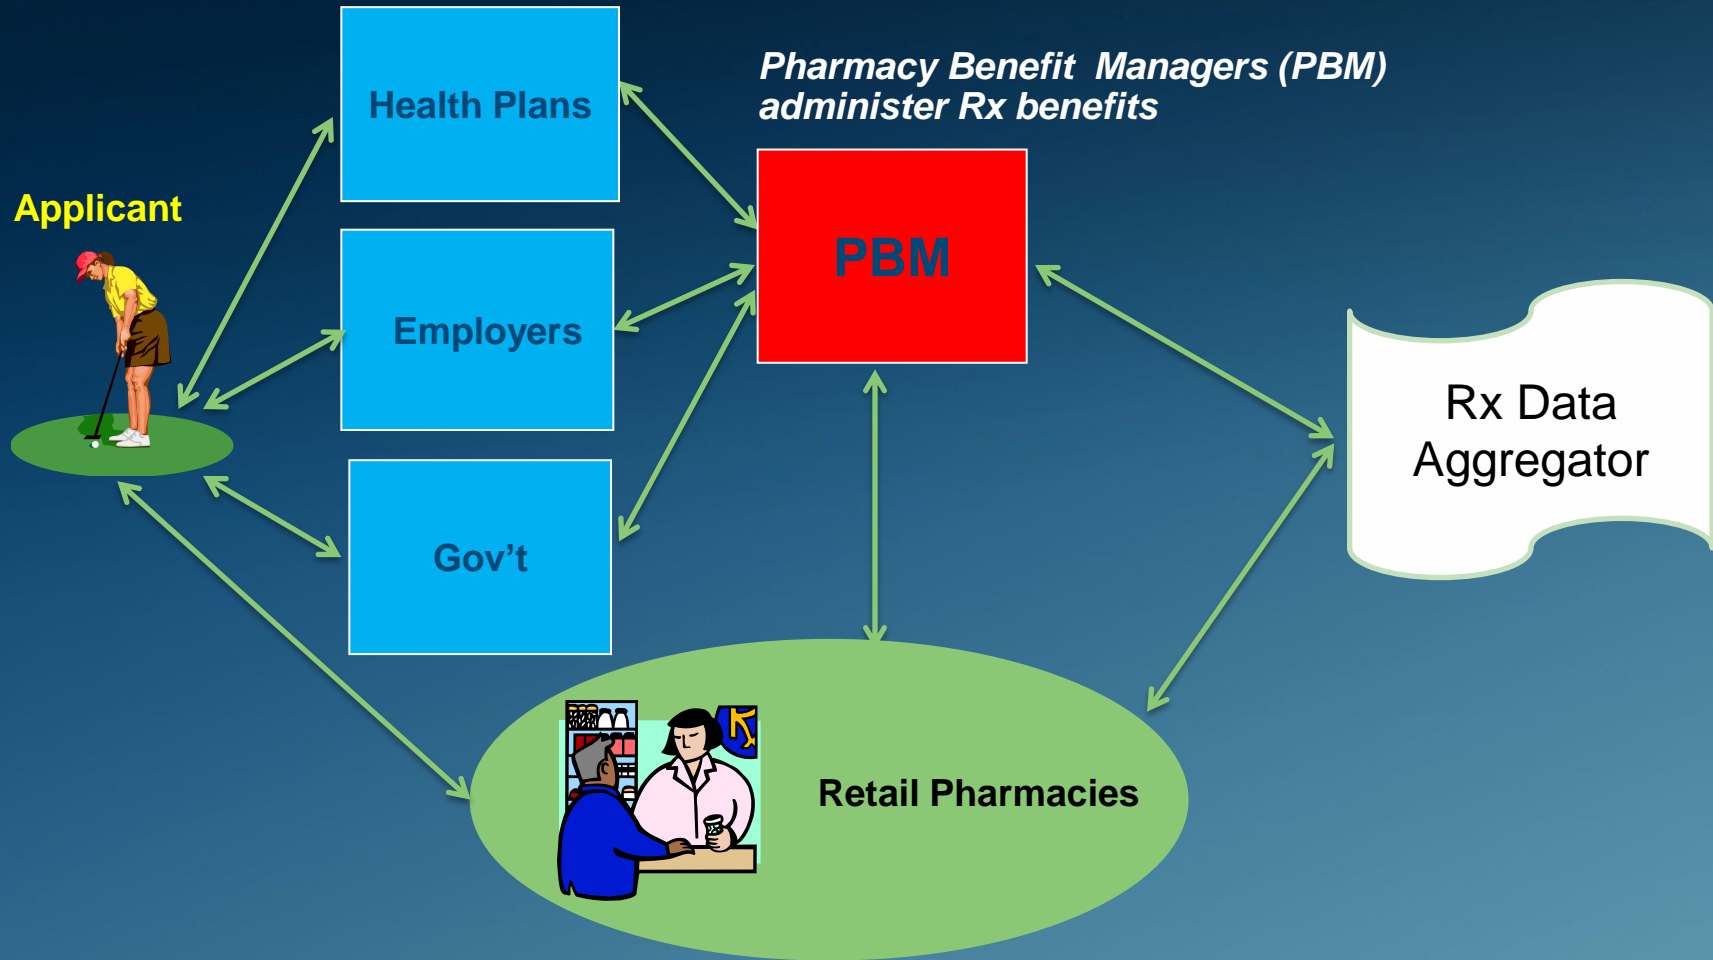 Health Plans
Pharmacy Benefit Managers (PBM)
administer Rx benefits
Applicant
PBM
Employers
Rx Data
Aggregator
Gov’t
Retail Pharmacies